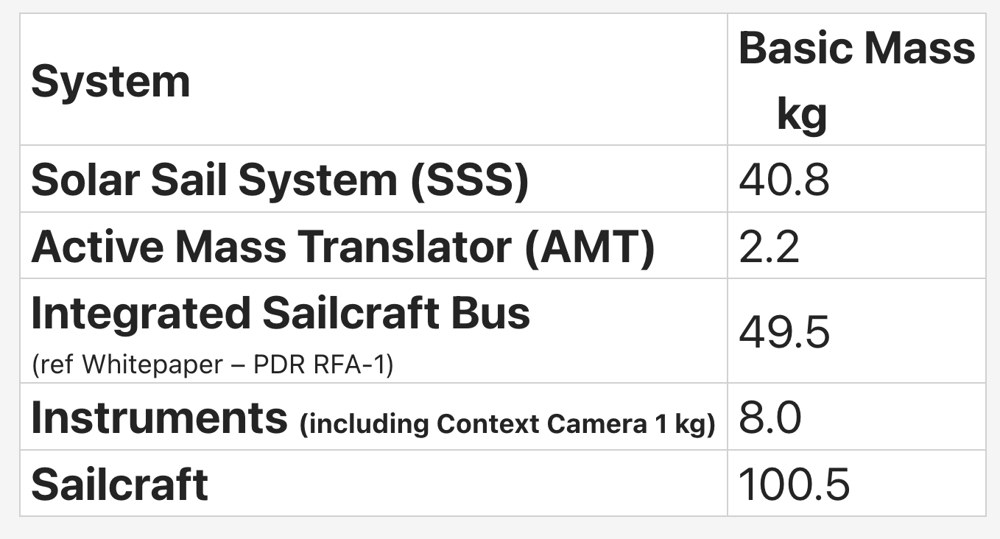 System
Basic Mass
kg
Solar Sail System (SSS)
40.8
Active Mass Translator (AMT)
2.2
Integrated Sailcraft Bus
(ref Whitepaper – PDR RFA-1)
49.5
Instruments (including Context Camera 1 kg)
8.0
Sailcraft
100.5